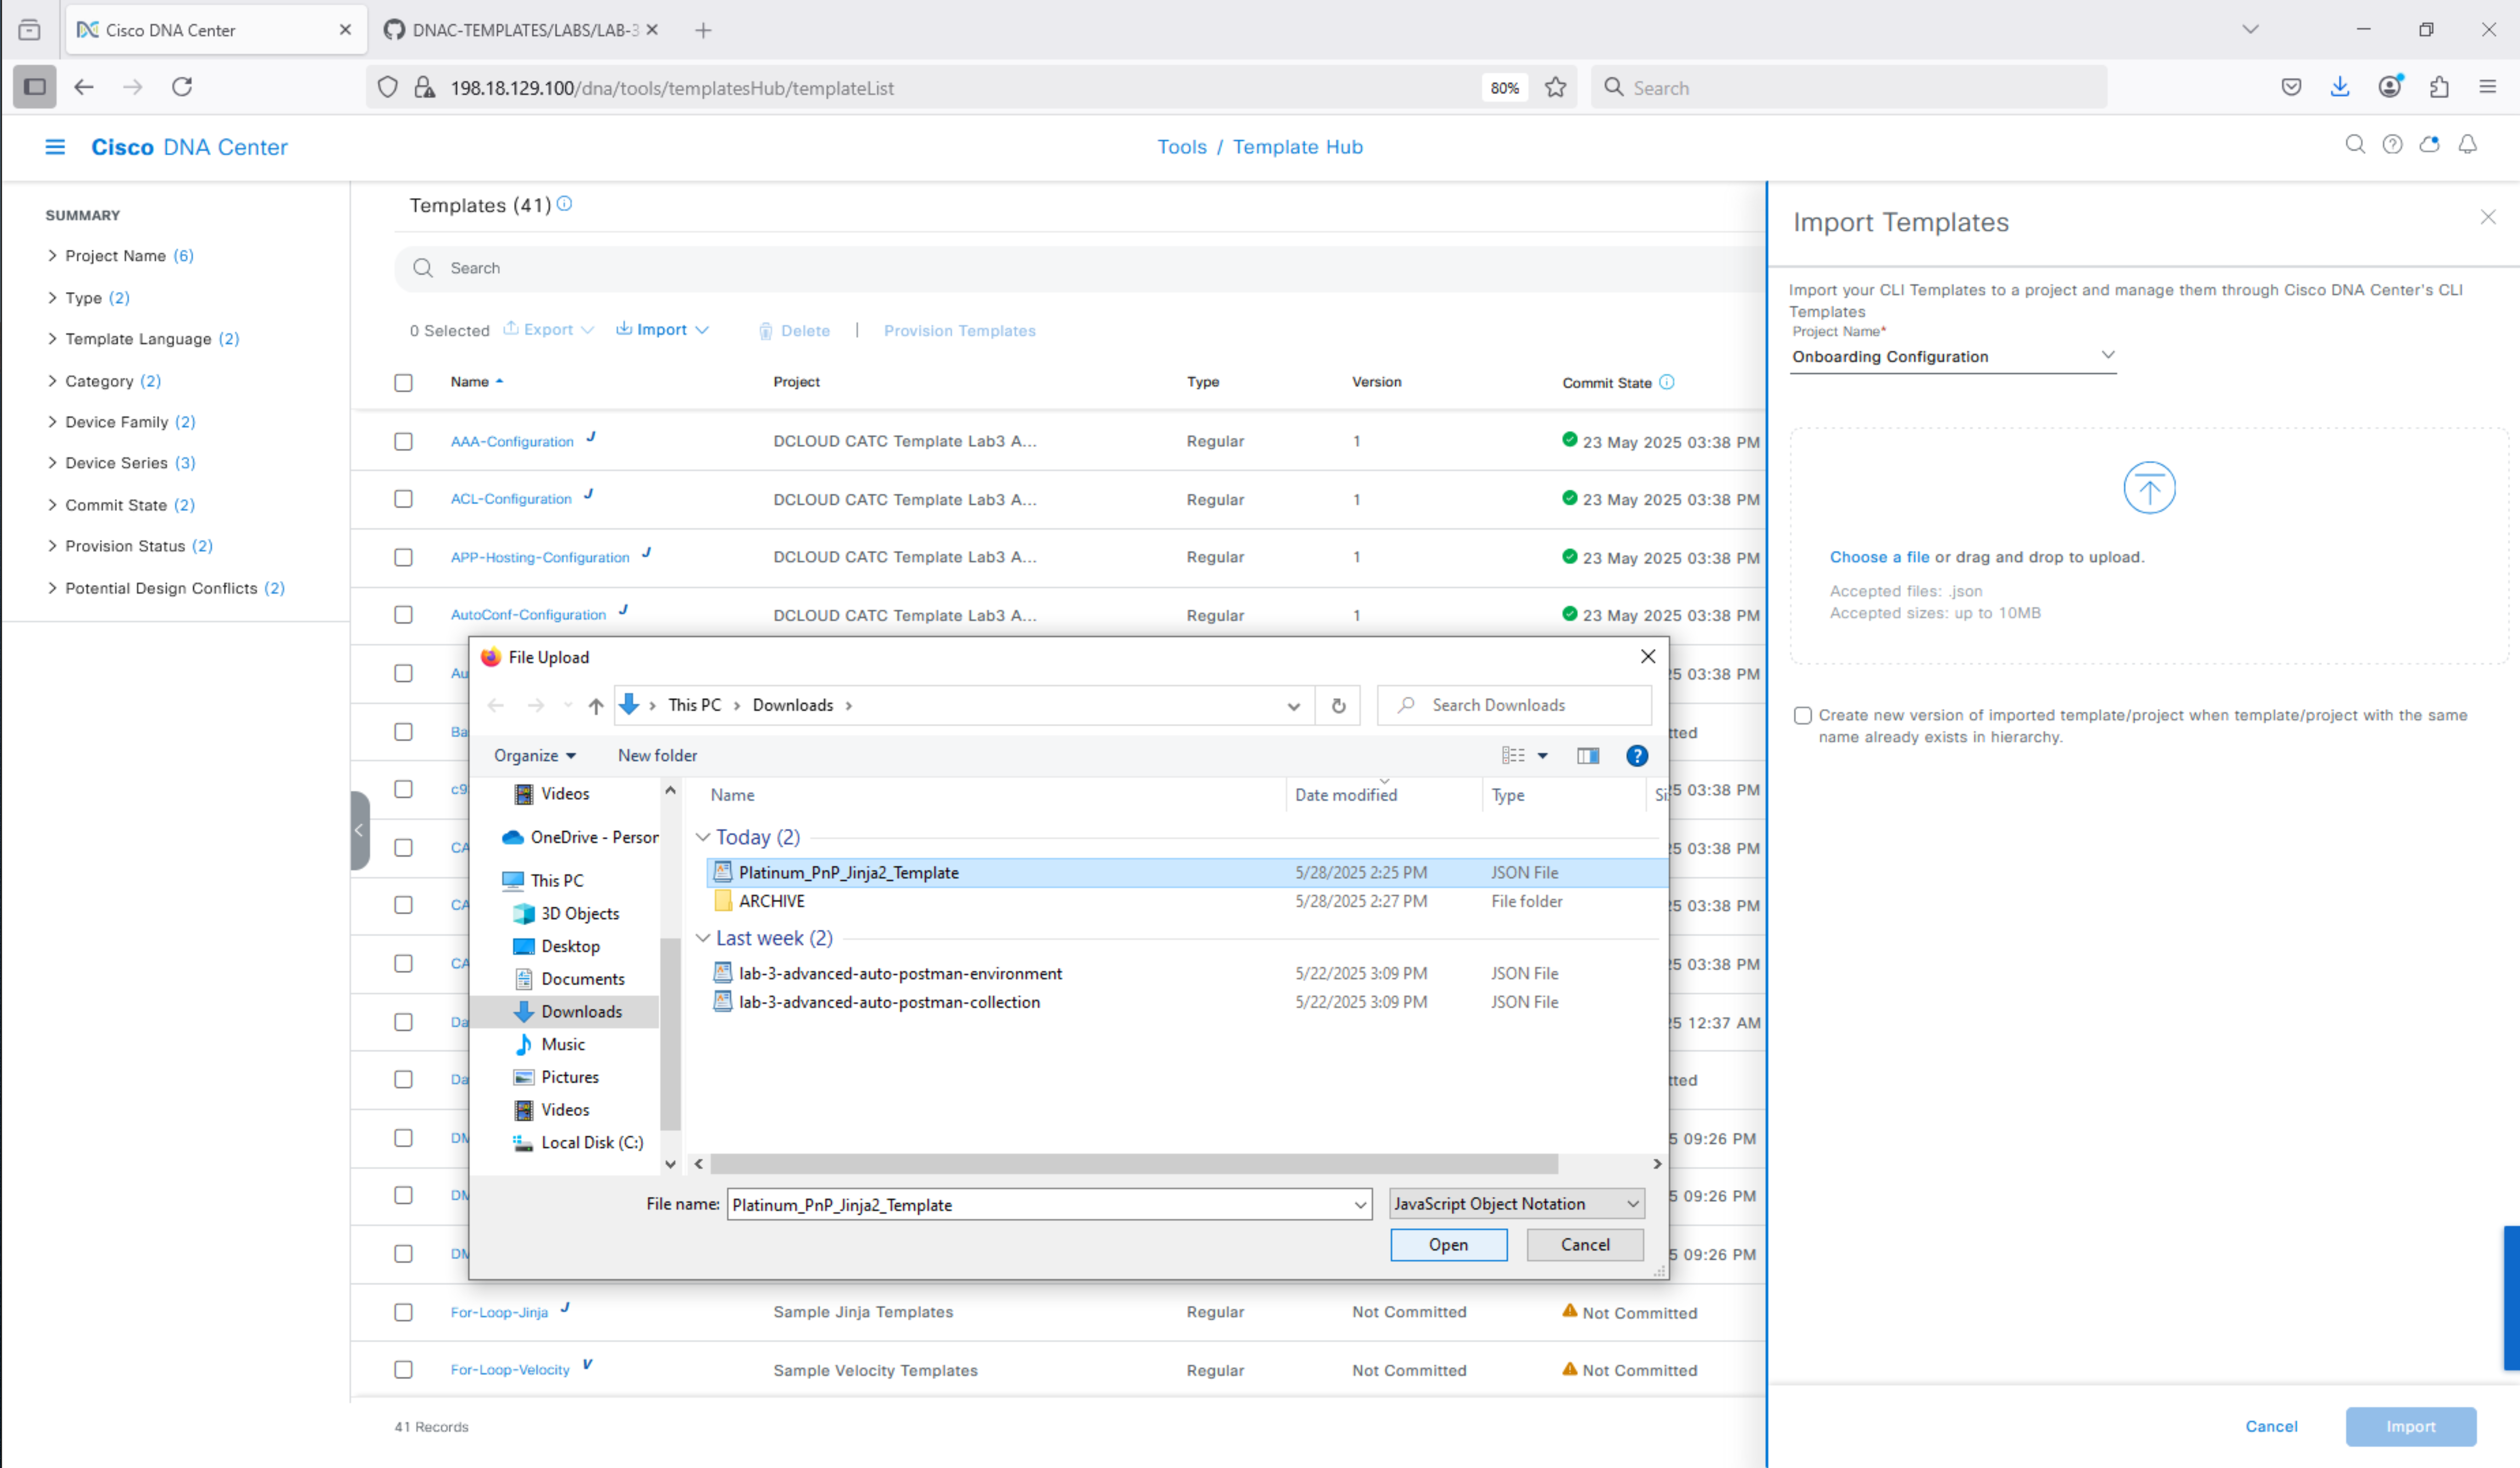 Cisco DNA Center
DNAC-TEMPLATES/LABS/LAB-3
198.18.129.100/dna/tools/templatesHub/templateList
80%
Search
Cisco DNA Center
Tools / Template Hub
SUMMARY
Project Name (6)
Type (2)
Template Language (2)
Category (2)
Device Family (2)
Device Series (3)
Commit State (2)
Provision Status (2)
Potential Design Conflicts (2)
Templates (41)
Search
0 Selected Export Import Delete | Provision Templates
Name Project Type Version Commit State
AAA-Configuration J DCLOUD CATC Template Lab3 A... Regular 1 23 May 2025 03:38 PM
ACL-Configuration J DCLOUD CATC Template Lab3 A... Regular 1 23 May 2025 03:38 PM
APP-Hosting-Configuration J DCLOUD CATC Template Lab3 A... Regular 1 23 May 2025 03:38 PM
AutoConf-Configuration J DCLOUD CATC Template Lab3 A... Regular 1 23 May 2025 03:38 PM
Au 25 03:38 PM
Ba tted
c9 25 03:38 PM
CA 25 03:38 PM
CA 25 03:38 PM
CA 25 03:38 PM
Da 25 12:37 AM
Da tted
DM 5 09:26 PM
DM 5 09:26 PM
DM 5 09:26 PM
For-Loop-Jinja J Sample Jinja Templates Regular Not Committed Not Committed
For-Loop-Velocity V Sample Velocity Templates Regular Not Committed Not Committed
41 Records
File Upload
This PC > Downloads >
Search Downloads
Organize New folder
Videos
OneDrive - Person
This PC
3D Objects
Desktop
Documents
Downloads
Music
Pictures
Videos
Local Disk (C:)
Name Date modified Type Si
Today (2)
Platinum_PnP_Jinja2_Template 5/28/2025 2:25 PM JSON File
ARCHIVE 5/28/2025 2:27 PM File folder
Last week (2)
lab-3-advanced-auto-postman-environment 5/22/2025 3:09 PM JSON File
lab-3-advanced-auto-postman-collection 5/22/2025 3:09 PM JSON File
File name: Platinum_PnP_Jinja2_Template JavaScript Object Notation
Open Cancel
Import Templates
Import your CLI Templates to a project and manage them through Cisco DNA Center's CLI
Templates
Project Name*
Onboarding Configuration
Choose a file or drag and drop to upload.
Accepted files: .json
Accepted sizes: up to 10MB
Create new version of imported template/project when template/project with the same
name already exists in hierarchy.
Cancel Import